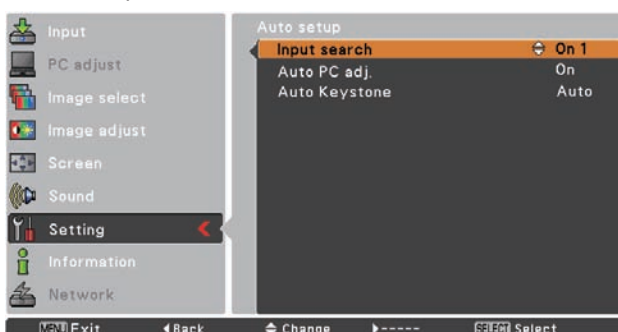 Input
PC adjust
Image select
Image adjust
Screen
Sound
Setting
Information
Network
Auto setup
Input search On 1
Auto PC adj. On
Auto Keystone Auto
MENU Exit Back Change ----- SELECT Select